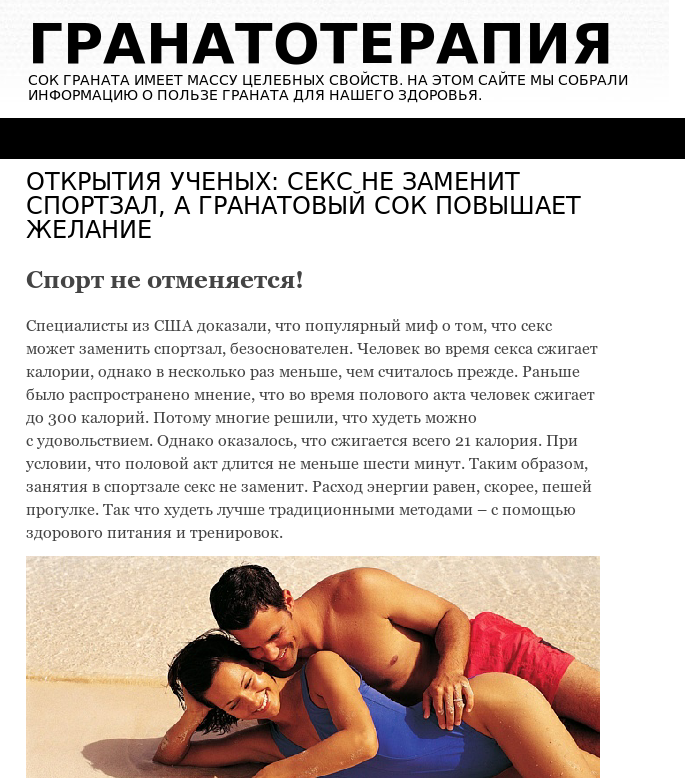 ГРАНАТОТЕРАПИЯ
СОК ГРАНАТА ИМЕЕТ МАССУ ЦЕЛЕБНЫХ СВОЙСТВ. НА ЭТОМ САЙТЕ МЫ СОБРАЛИ
ИНФОРМАЦИЮ О ПОЛЬЗЕ ГРАНАТА ДЛЯ НАШЕГО ЗДОРОВЬЯ.
ОТКРЫТИЯ УЧЕНЫХ: СЕКС НЕ ЗАМЕНИТ
СПОРТЗАЛ, А ГРАНАТОВЫЙ СОК ПОВЫШАЕТ
ЖЕЛАНИЕ
Спорт не отменяется!
Специалисты из США доказали, что популярный миф о том, что секс
может заменить спортзал, безоснователен. Человек во время секса сжигает
калории, однако в несколько раз меньше, чем считалось прежде. Раньше
было распространено мнение, что во время полового акта человек сжигает
до 300 калорий. Потому многие решили, что худеть можно
с удовольствием. Однако оказалось, что сжигается всего 21 калория. При
условии, что половой акт длится не меньше шести минут. Таким образом,
занятия в спортзале секс не заменит. Расход энергии равен, скорее, пешей
прогулке. Так что худеть лучше традиционными методами – с помощью
здорового питания и тренировок.